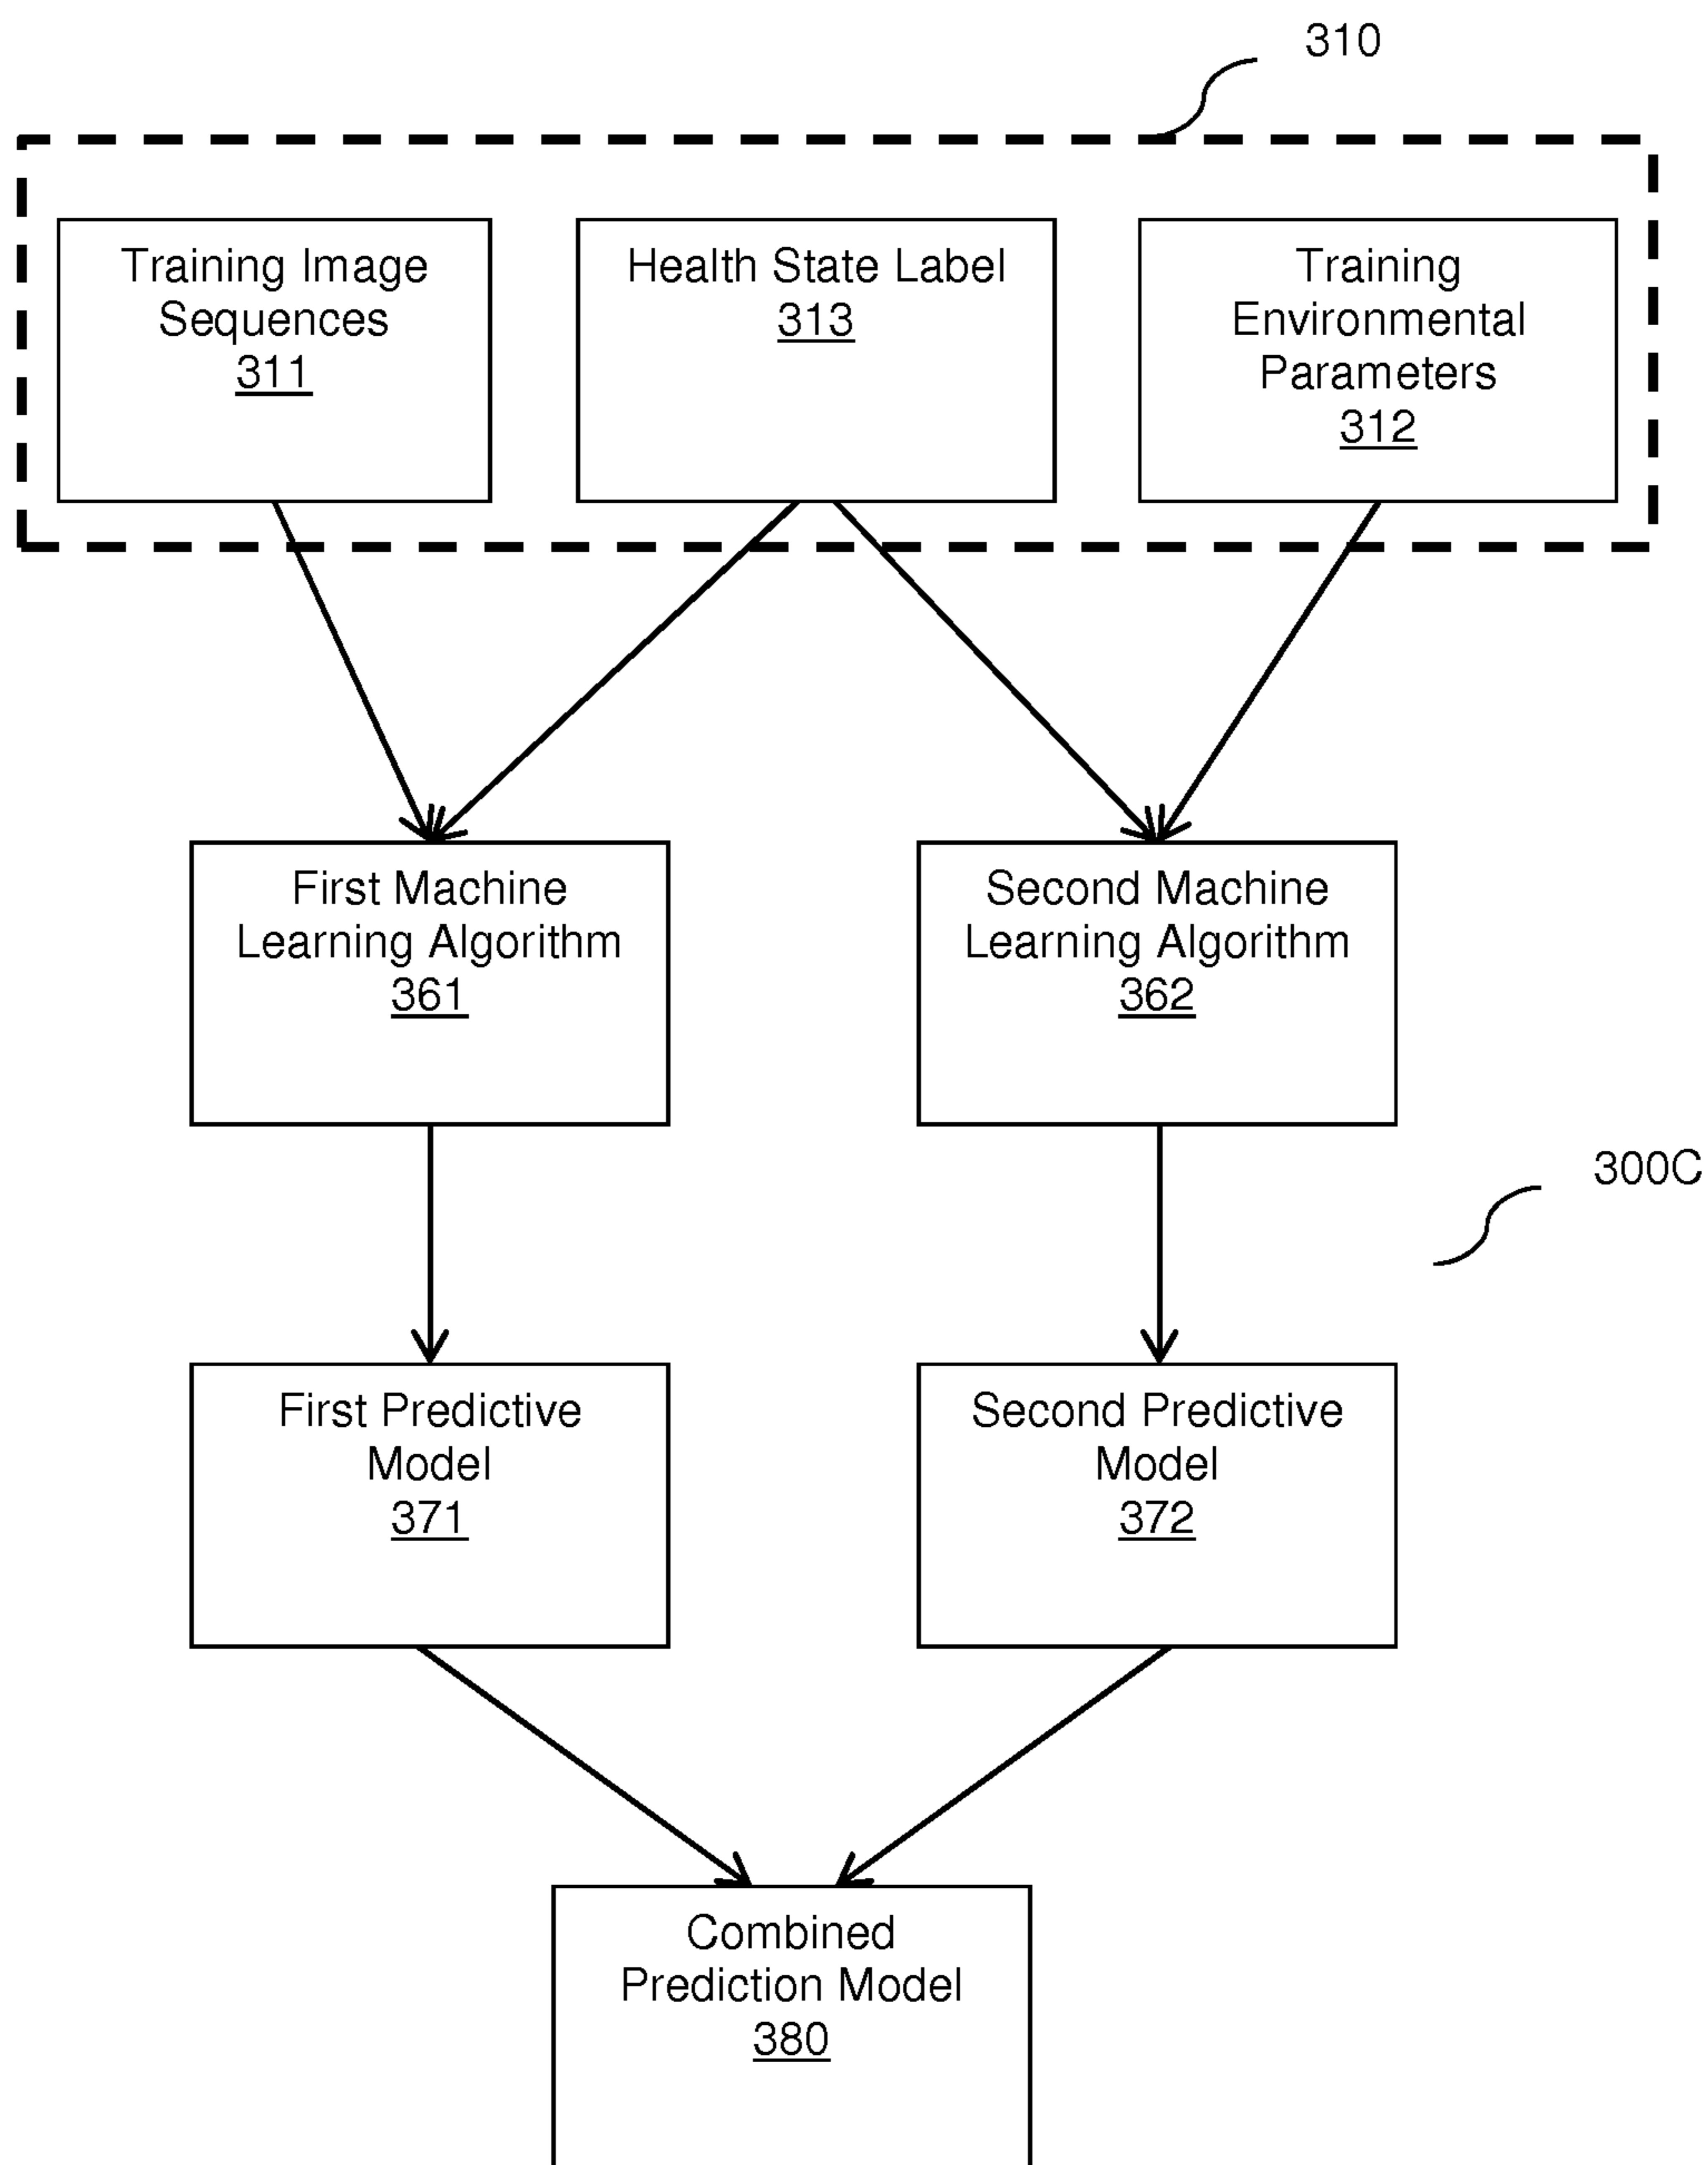 310
Training Image
Sequences
311
Health State Label
313
Training
Environmental
Parameters
312
First Machine
Learning Algorithm
361
Second Machine
Learning Algorithm
362
300C
First Predictive
Model
371
Second Predictive
Model
372
Combined
Prediction Model
380